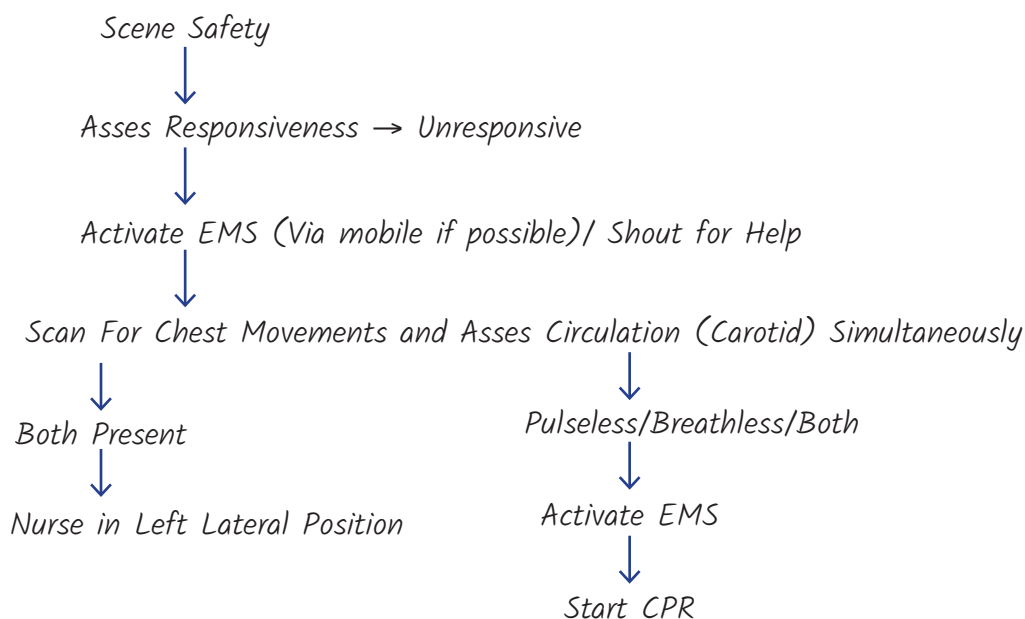 Scene Safety
Asses Responsiveness → Unresponsive
Activate EMS (Via mobile if possible)/ Shout for Help
Scan For Chest Movements and Asses Circulation (Carotid) Simultaneously
Both Present
Pulseless/Breathless/Both
Nurse in Left Lateral Position
Activate EMS
Start CPR